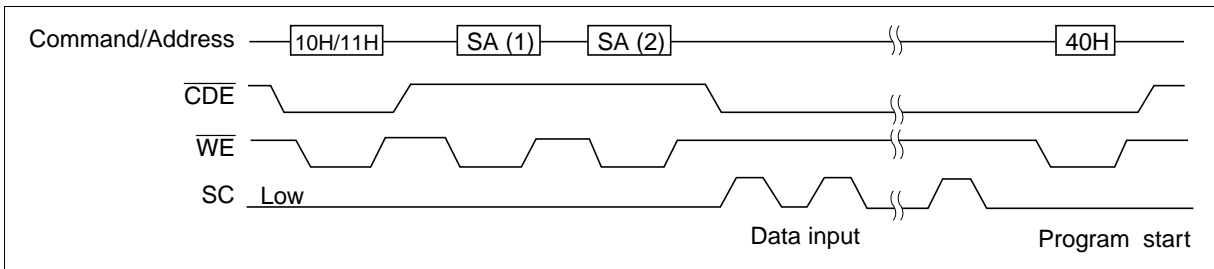 Command/Address 10H/11H SA (1) SA (2) 40H
CDE
WE
SC Low
Data input Program start